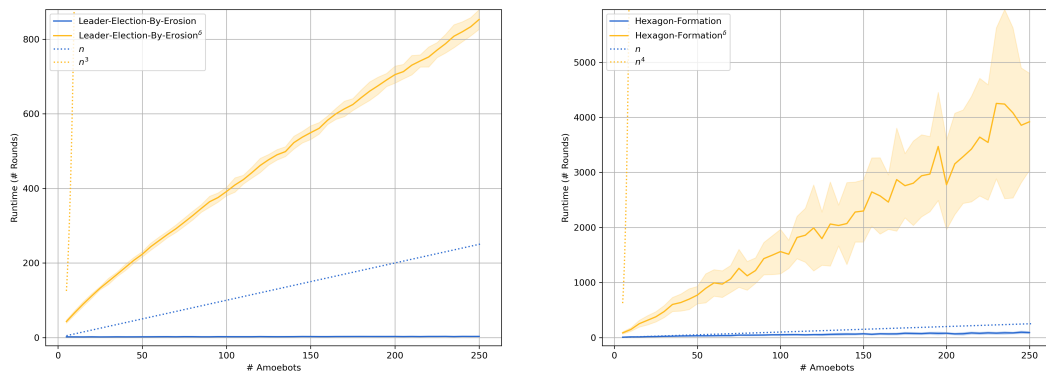 Leader-Election-By-Erosion
Leader-Election-By-Erosion^δ
n
n³
800
600
400
200
0
0 50 100 150 200 250
# Amoebots
Runtime (# Rounds)
Hexagon-Formation
Hexagon-Formation^δ
n
n⁴
5000
4000
3000
2000
1000
0
0 50 100 150 200 250
# Amoebots
Runtime (# Rounds)